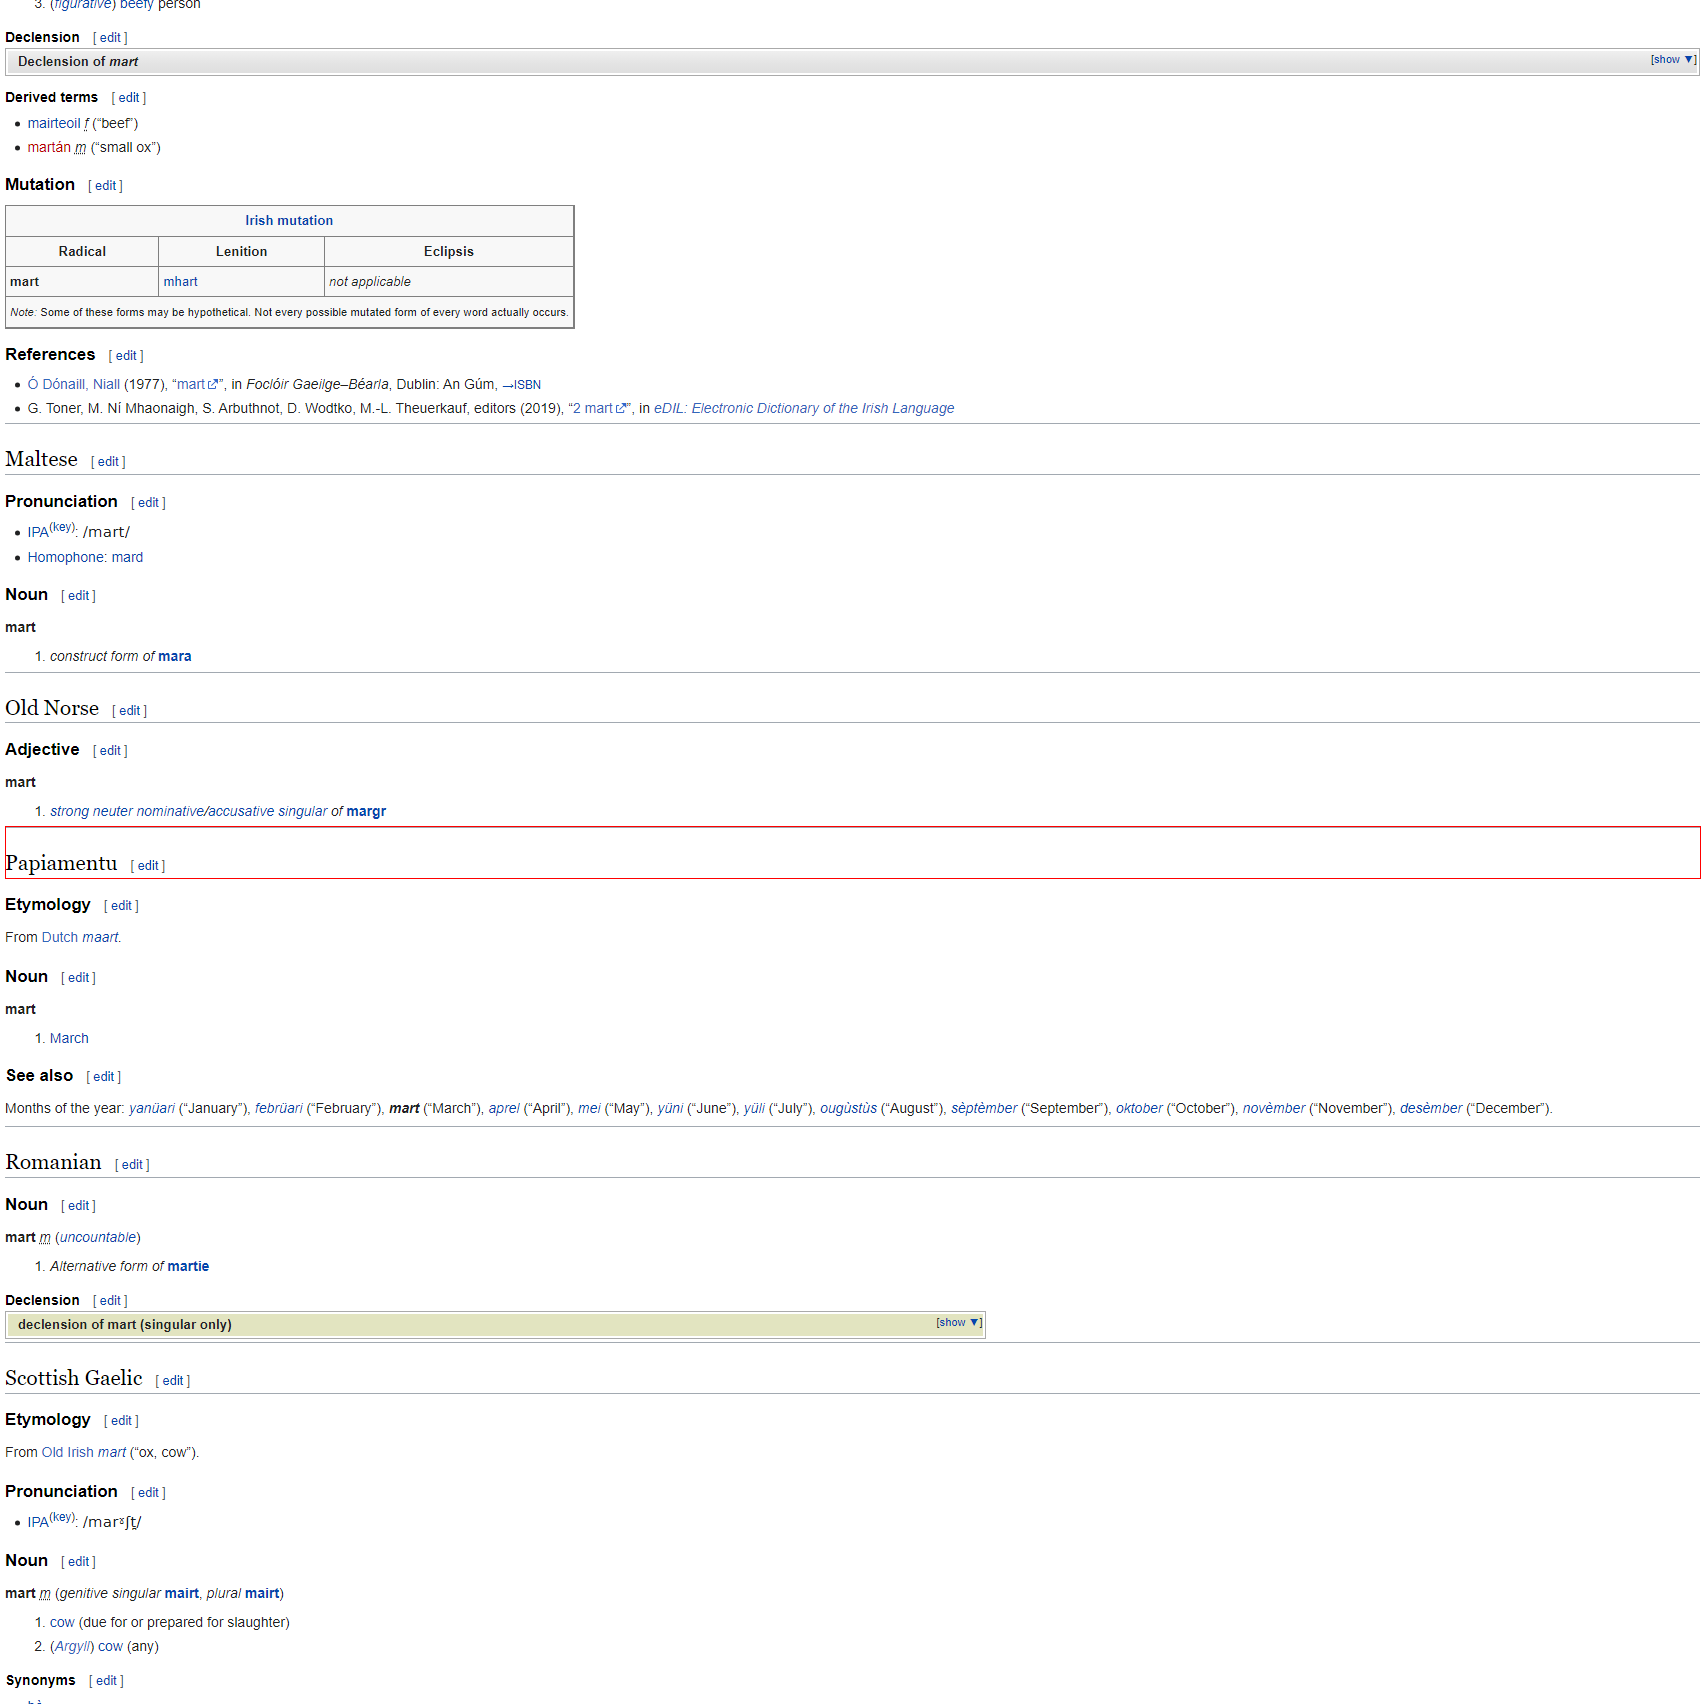 3. (figurative) beefy person
Declension [ edit ]
Declension of mart [show ▼]
Derived terms [ edit ]
• mairteoil f (“beef”)
• martán m (“small ox”)
Mutation [ edit ]
Irish mutation
Radical Lenition Eclipsis
mart mhart not applicable
Note: Some of these forms may be hypothetical. Not every possible mutated form of every word actually occurs.
References [ edit ]
• Ó Dónaill, Niall (1977), “mart”, in Foclóir Gaeilge–Béarla, Dublin: An Gúm, →ISBN
• G. Toner, M. Ní Mhaonaigh, S. Arbuthnot, D. Wodtko, M.-L. Theuerkauf, editors (2019), “2 mart”, in eDIL: Electronic Dictionary of the Irish Language
Maltese [ edit ]
Pronunciation [ edit ]
• IPA(key): /mart/
• Homophone: mard
Noun [ edit ]
mart
1. construct form of mara
Old Norse [ edit ]
Adjective [ edit ]
mart
1. strong neuter nominative/accusative singular of margr
Papiamentu [ edit ]
Etymology [ edit ]
From Dutch maart.
Noun [ edit ]
mart
1. March
See also [ edit ]
Months of the year: yanüari (“January”), febrüari (“February”), mart (“March”), aprel (“April”), mei (“May”), yüni (“June”), yüli (“July”), ougùstùs (“August”), sèptèmber (“September”), oktober (“October”), novèmber (“November”), desèmber (“December”).
Romanian [ edit ]
Noun [ edit ]
mart m (uncountable)
1. Alternative form of martie
Declension [ edit ]
declension of mart (singular only) [show ▼]
Scottish Gaelic [ edit ]
Etymology [ edit ]
From Old Irish mart (“ox, cow”).
Pronunciation [ edit ]
• IPA(key): /marˠʃt̪/
Noun [ edit ]
mart m (genitive singular mairt, plural mairt)
1. cow (due for or prepared for slaughter)
2. (Argyll) cow (any)
Synonyms [ edit ]